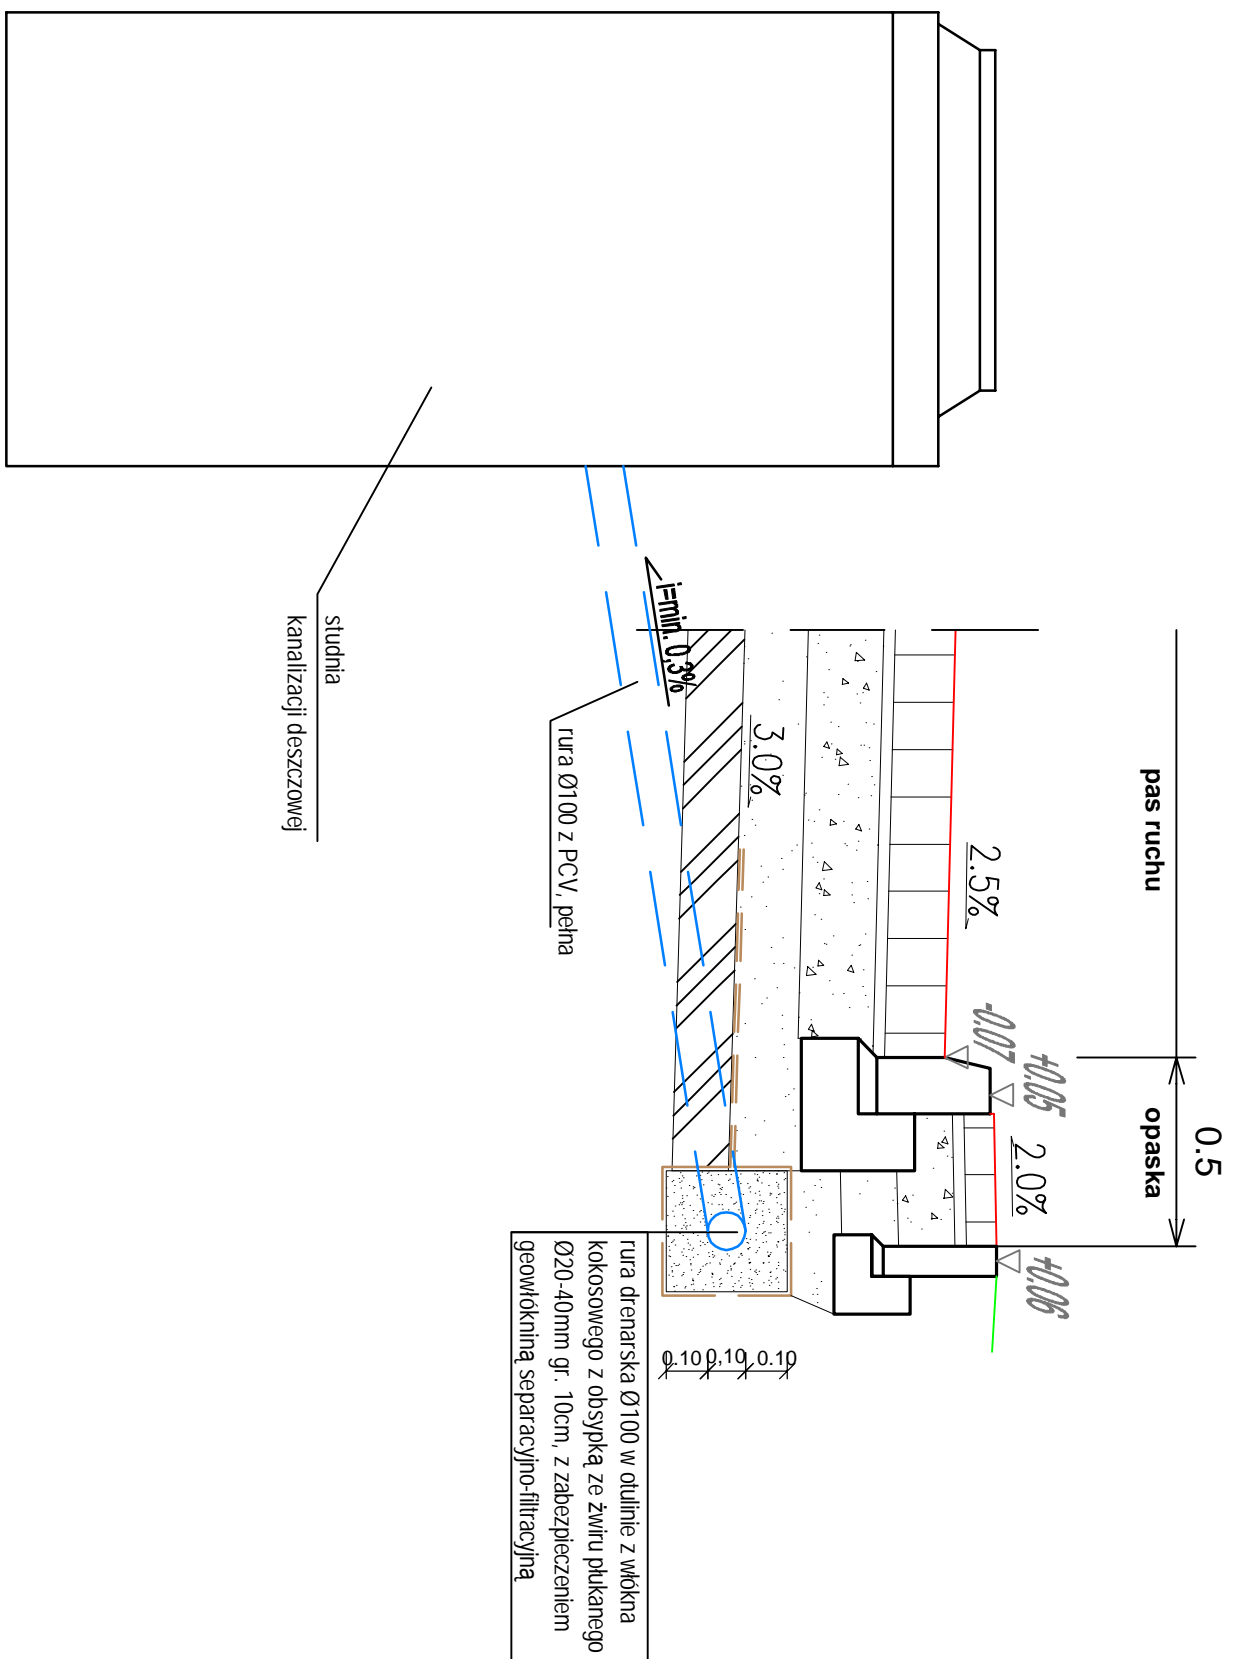 0.5
pas ruchu
opaska
2.5%
-0.07
+0.05
2.0%
+0.06
3.0%
i=min. 0,3%
0.10
0,10
0.10
rura Ø100 z PCV, pełna
rura drenarska Ø100 w otulinie z włókna
kokosowego z obsypką ze żwiru płukanego
Ø20-40mm gr. 10cm, z zabezpieczeniem
geowłókniną separacyjno-filtracyjną
studnia
kanalizacji deszczowej